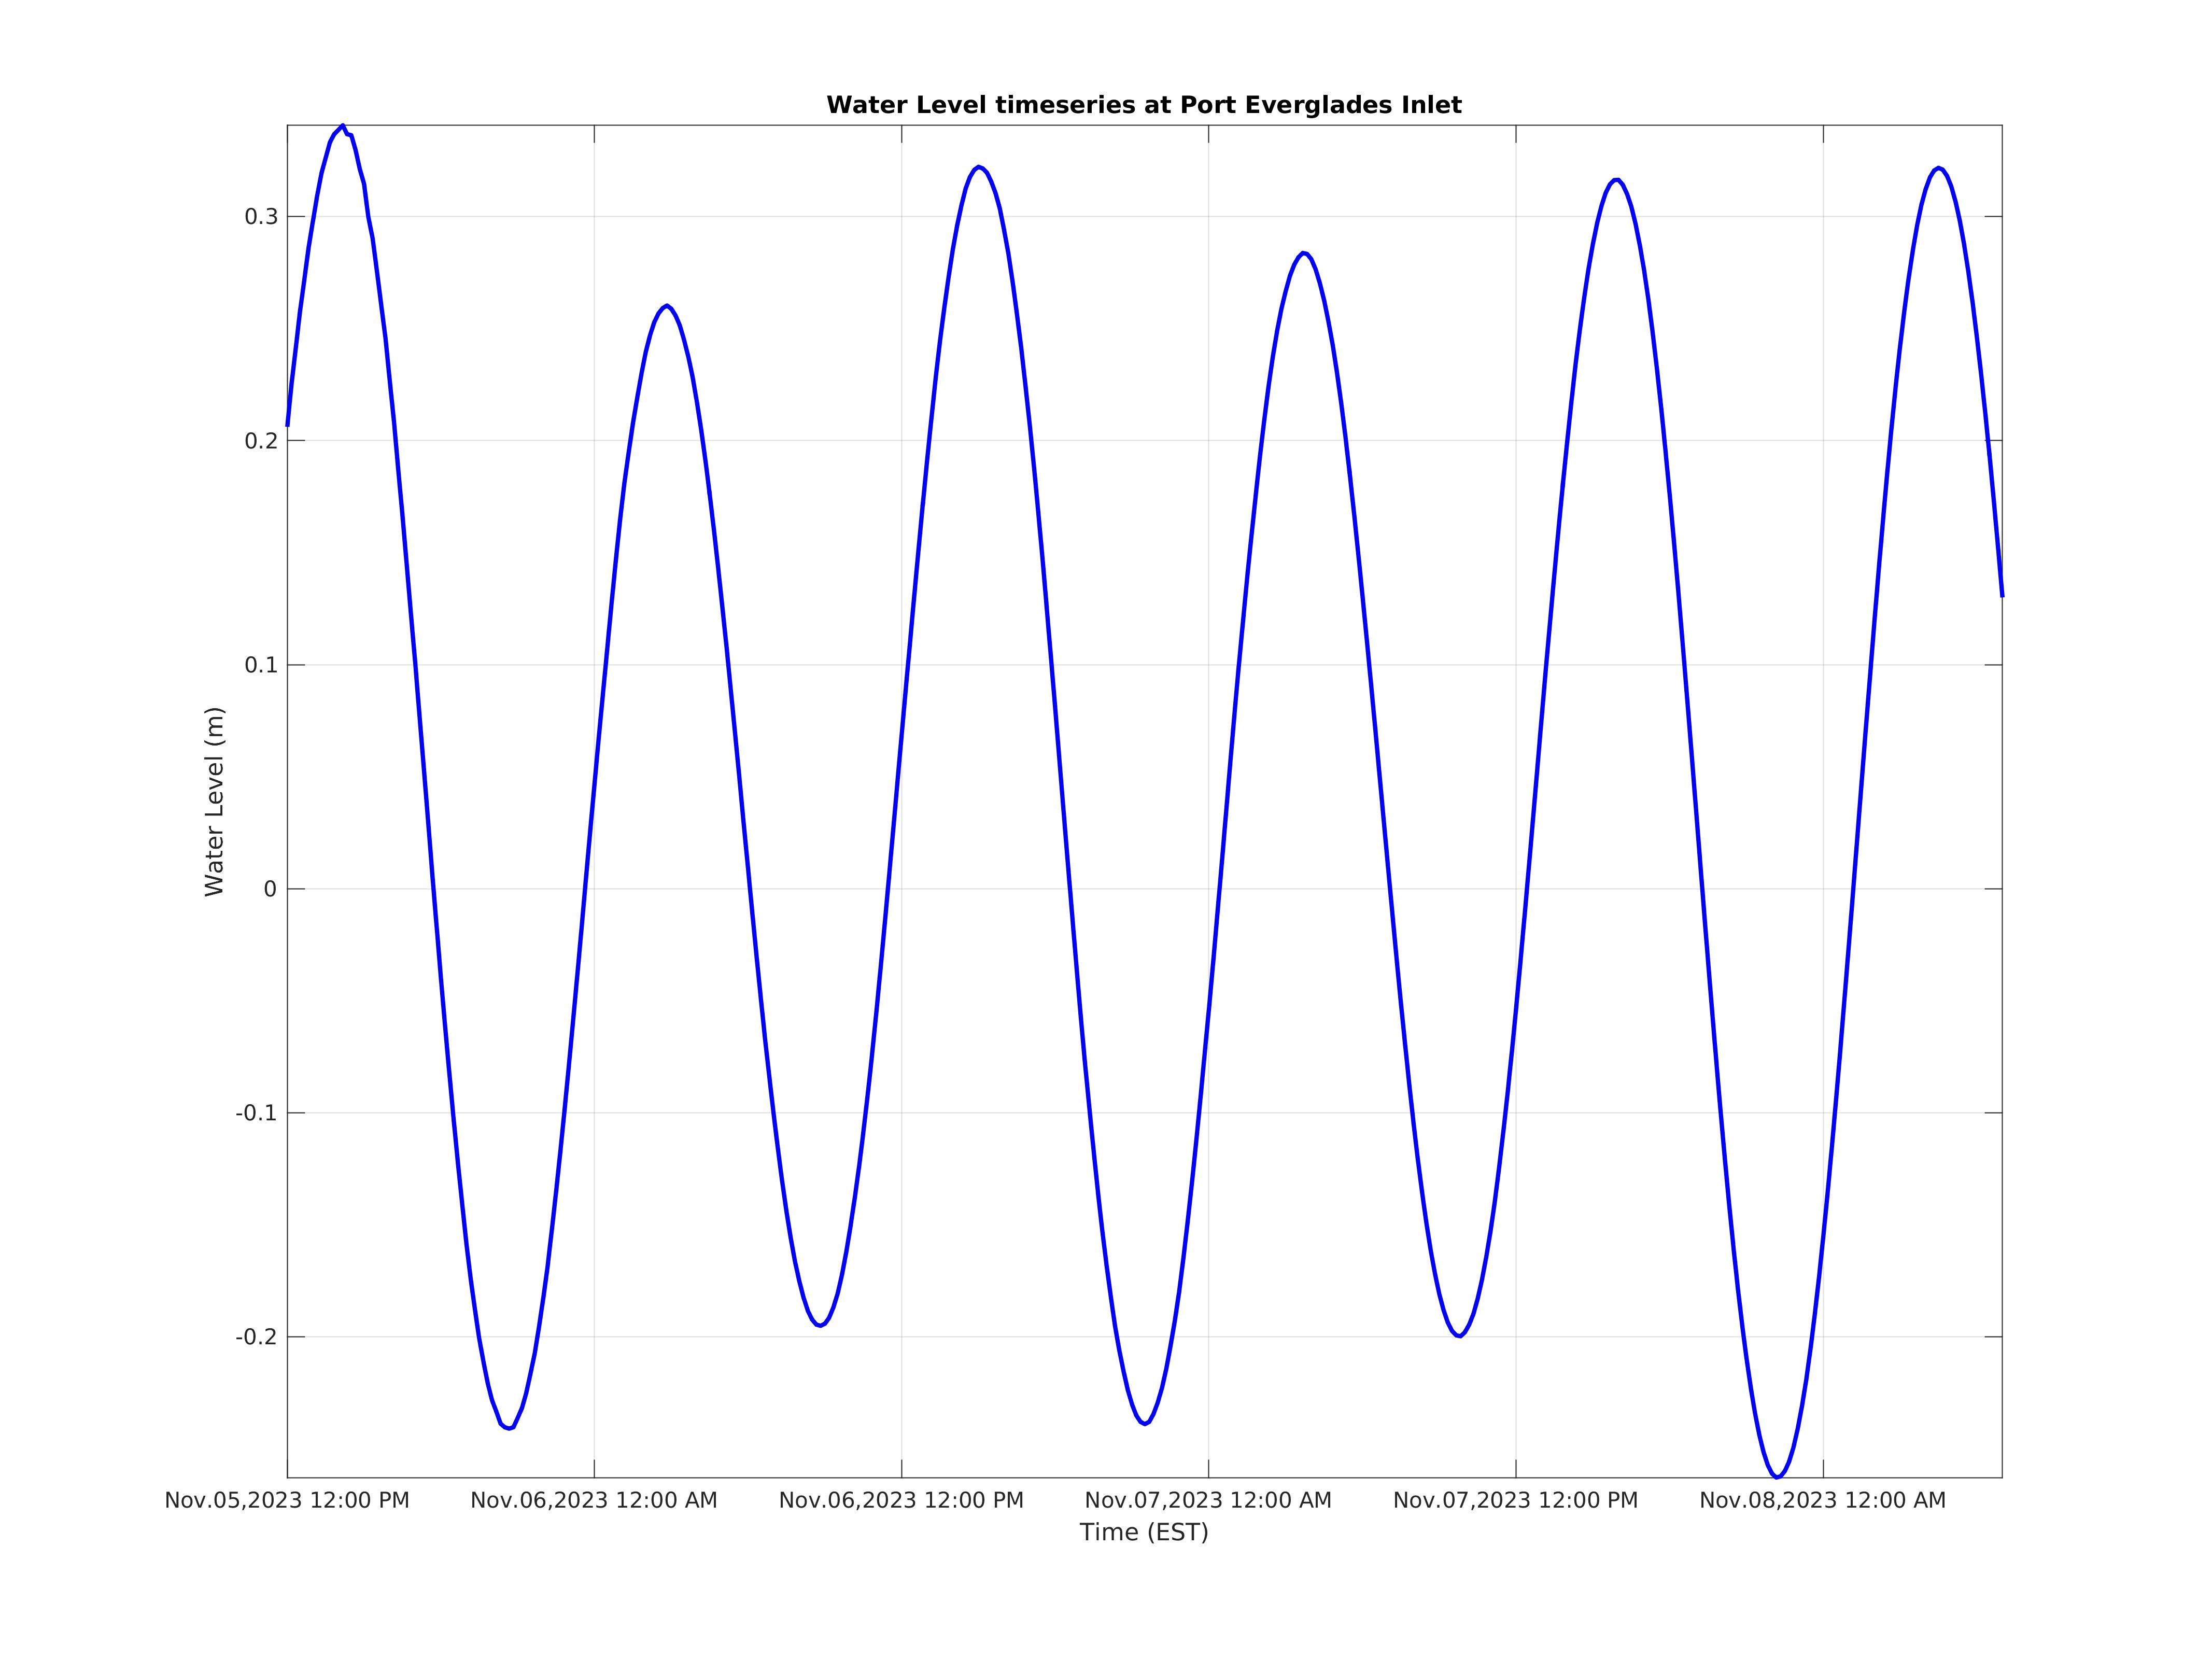 Water Level timeseries at Port Everglades Inlet
0.3
0.2
0.1
0
-0.1
-0.2
Water Level (m)
Nov.05,2023 12:00 PM Nov.06,2023 12:00 AM Nov.06,2023 12:00 PM Nov.07,2023 12:00 AM Nov.07,2023 12:00 PM Nov.08,2023 12:00 AM
Time (EST)